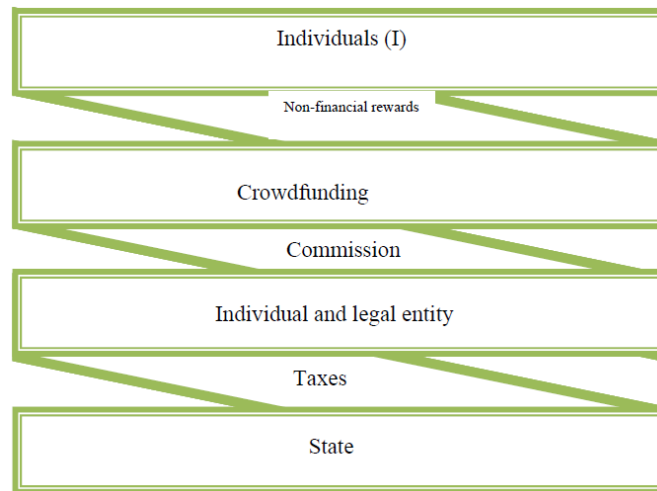 Individuals (I)
Non-financial rewards
Crowdfunding
Commission
Individual and legal entity
Taxes
State